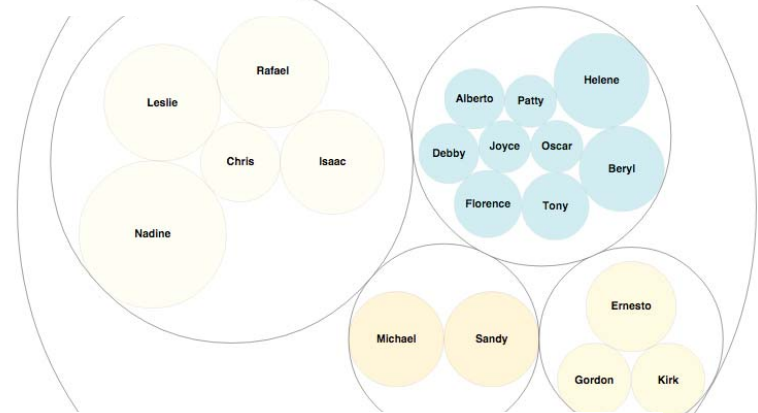 Rafael
Leslie
Chris
Isaac
Nadine
Helene
Alberto
Patty
Joyce
Oscar
Debby
Beryl
Florence
Tony
Michael
Sandy
Ernesto
Gordon
Kirk